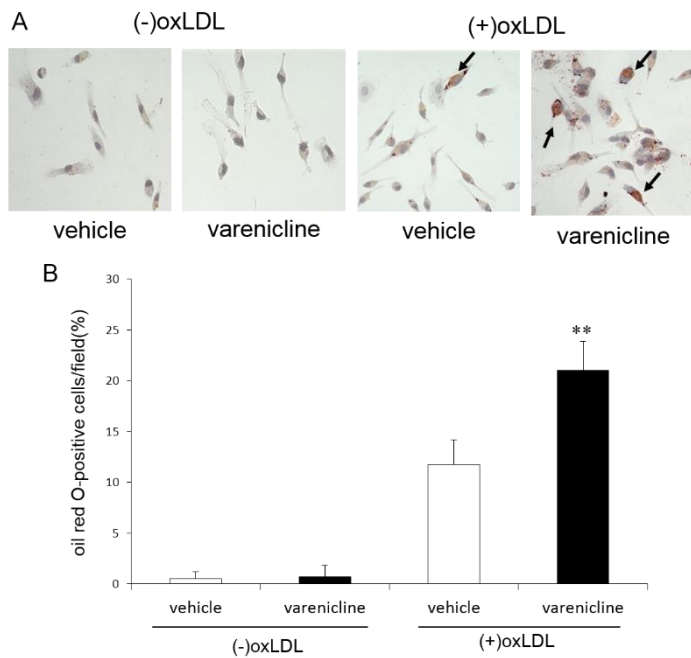 A
(-)oxLDL
(+)oxLDL
vehicle
varenicline
vehicle
varenicline
B
oil red O-positive cells/field(%)
30
25
20
15
10
5
0
**
vehicle
varenicline
vehicle
varenicline
(-)oxLDL
(+)oxLDL